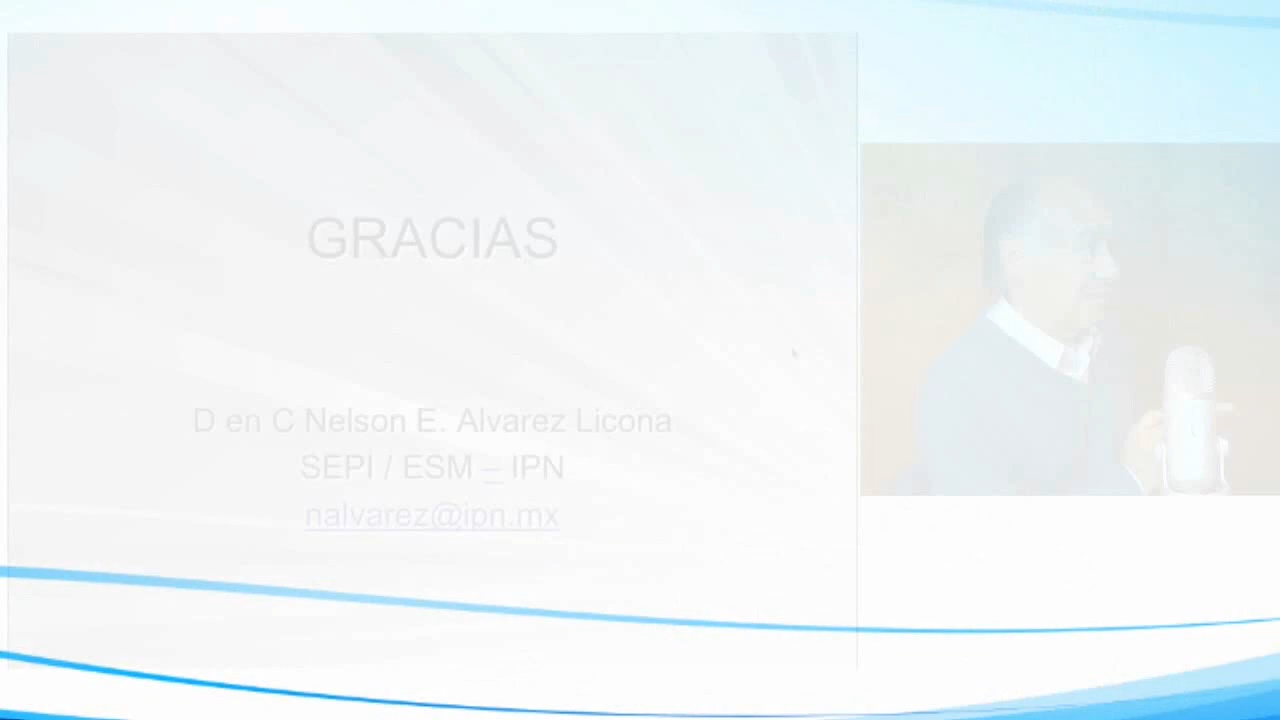 GRACIAS
D en C Nelson E. Alvarez Licona
SEPI / ESM – IPN
nalvarez@ipn.mx